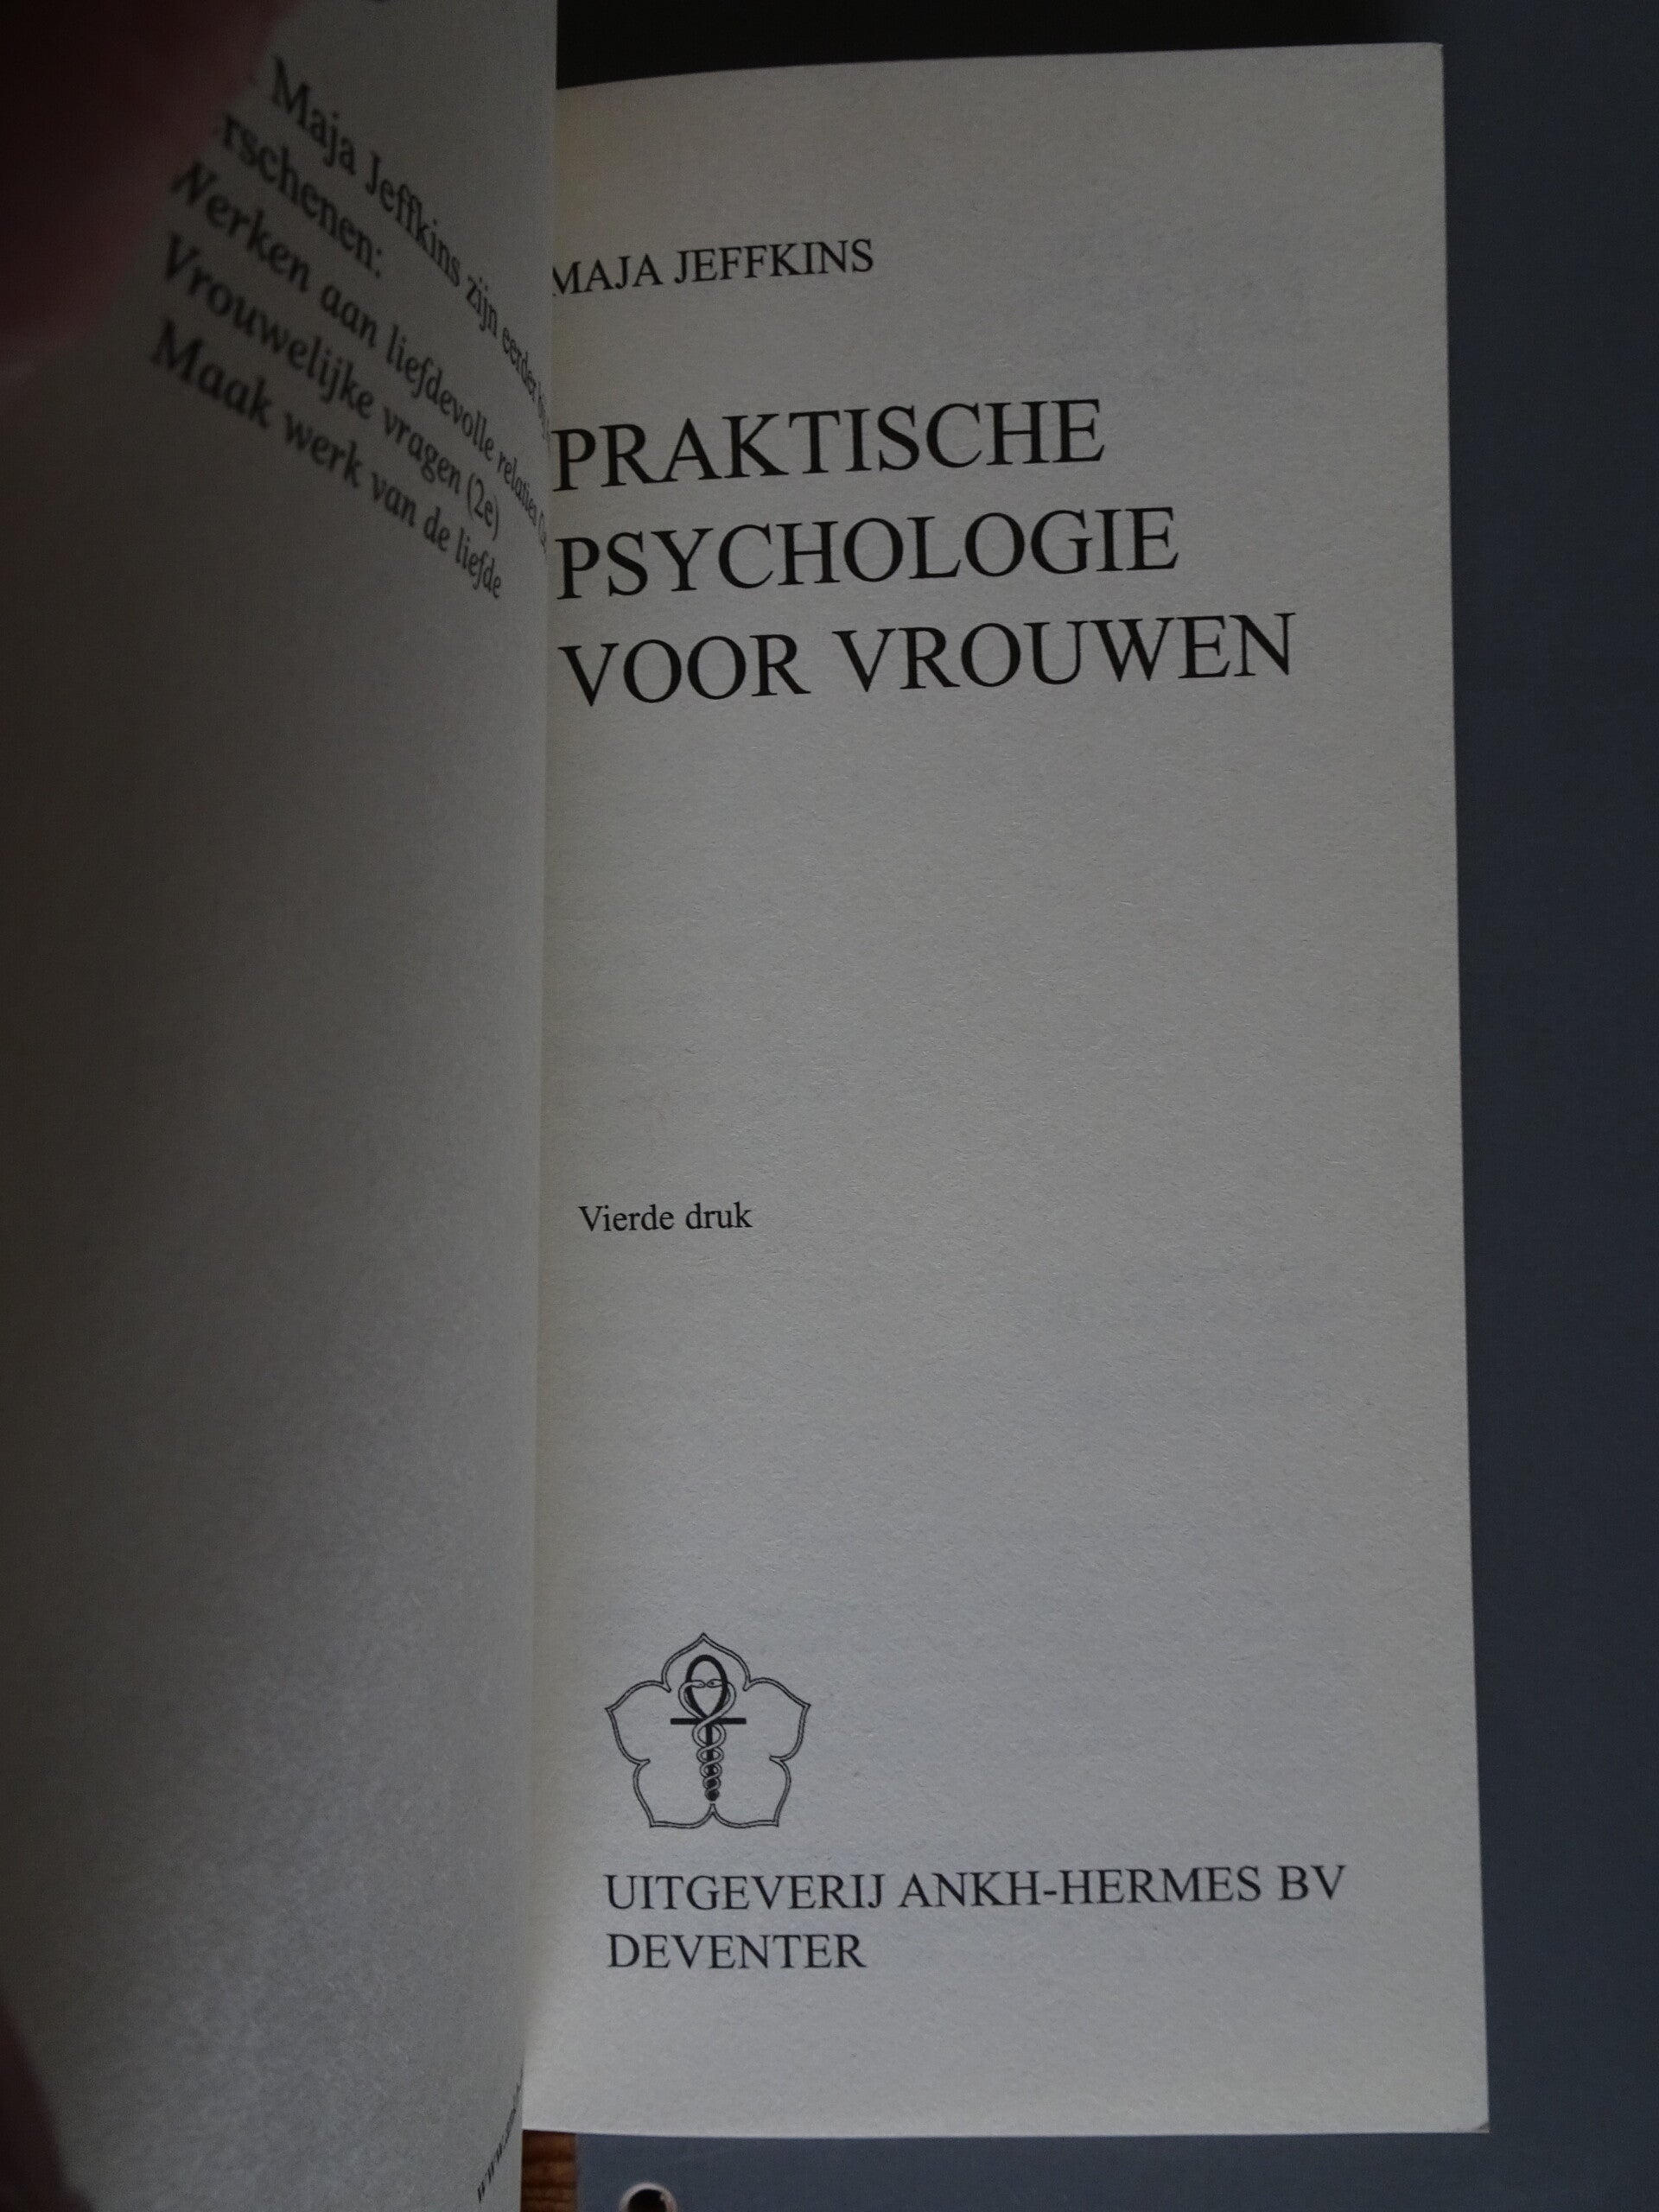 Maja Jeffkins zijn eerder
rschenen:
Werken aan liefdevolle relaties
Vrouwelijke vragen (2e)
Maak werk van de liefde
MAJA JEFFKINS
PRAKTISCHE
PSYCHOLOGIE
VOOR VROUWEN
Vierde druk
UITGEVERIJ ANKH-HERMES BV
DEVENTER